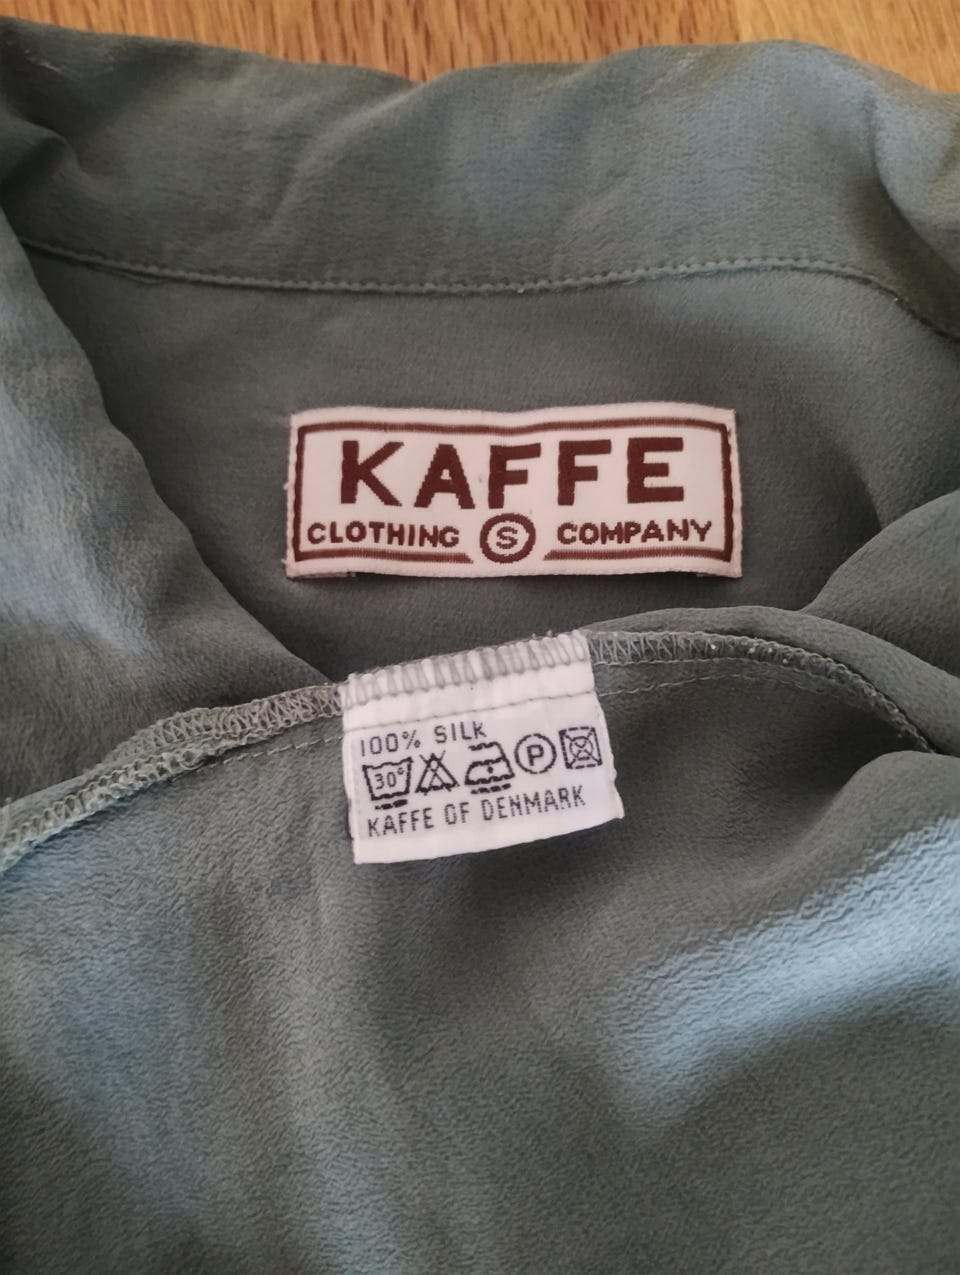 KAFFE
CLOTHING S COMPANY
100% SILK
30° P
KAFFE OF DENMARK